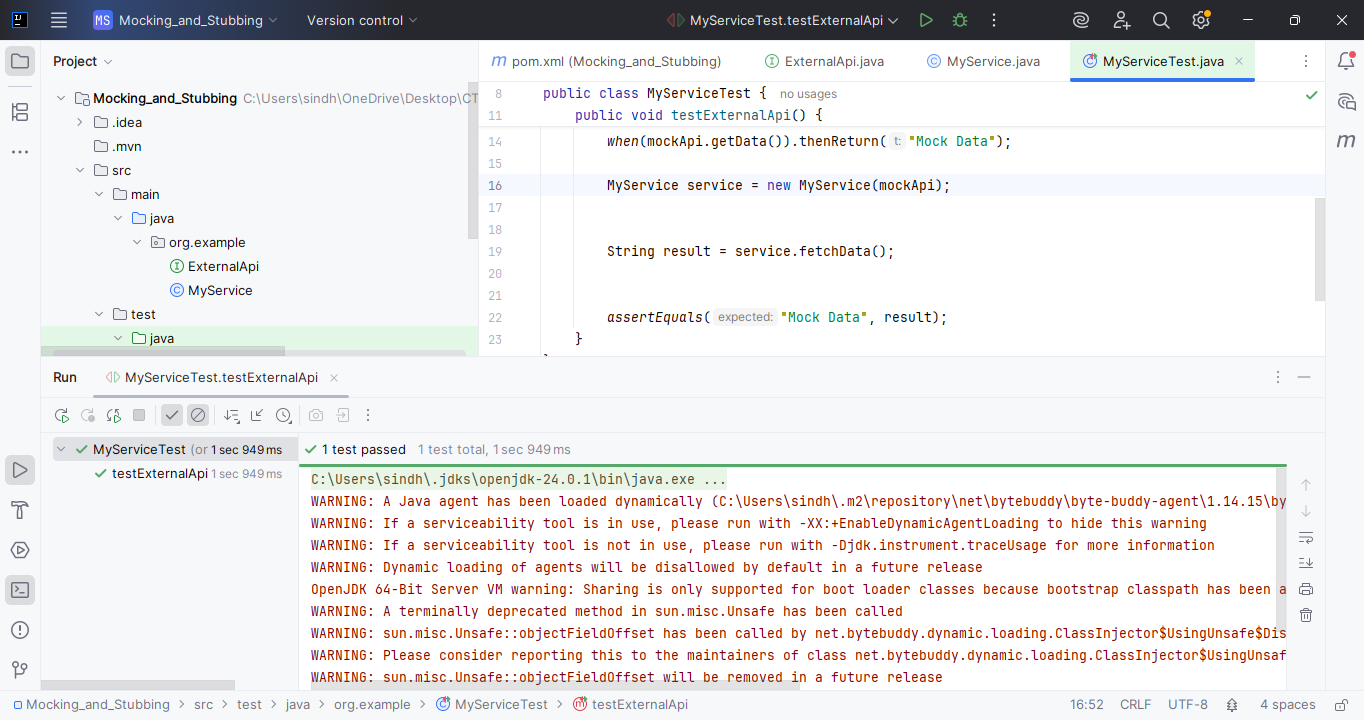 MS Mocking_and_Stubbing Version control MyServiceTest.testExternalApi
Project
Mocking_and_Stubbing C:\Users\sindh\OneDrive\Desktop\CT
.idea
.mvn
src
main
java
org.example
ExternalApi
MyService
test
java
pom.xml (Mocking_and_Stubbing) ExternalApi.java MyService.java MyServiceTest.java
8 public class MyServiceTest { no usages
11 public void testExternalApi() {
14 when(mockApi.getData()).thenReturn( t: "Mock Data");
15
16 MyService service = new MyService(mockApi);
17
18
19 String result = service.fetchData();
20
21
22 assertEquals( expected: "Mock Data", result);
23 }
Run MyServiceTest.testExternalApi
MyServiceTest (or 1 sec 949 ms
testExternalApi 1 sec 949 ms
1 test passed 1 test total, 1 sec 949 ms
C:\Users\sindh\.jdks\openjdk-24.0.1\bin\java.exe ...
WARNING: A Java agent has been loaded dynamically (C:\Users\sindh\.m2\repository\net\bytebuddy\byte-buddy-agent\1.14.15\by
WARNING: If a serviceability tool is in use, please run with -XX:+EnableDynamicAgentLoading to hide this warning
WARNING: If a serviceability tool is not in use, please run with -Djdk.instrument.traceUsage for more information
WARNING: Dynamic loading of agents will be disallowed by default in a future release
OpenJDK 64-Bit Server VM warning: Sharing is only supported for boot loader classes because bootstrap classpath has been a
WARNING: A terminally deprecated method in sun.misc.Unsafe has been called
WARNING: sun.misc.Unsafe::objectFieldOffset has been called by net.bytebuddy.dynamic.loading.ClassInjector$UsingUnsafe$Dis
WARNING: Please consider reporting this to the maintainers of class net.bytebuddy.dynamic.loading.ClassInjector$UsingUnsaf
WARNING: sun.misc.Unsafe::objectFieldOffset will be removed in a future release
Mocking_and_Stubbing > src > test > java > org.example > MyServiceTest > testExternalApi 16:52 CRLF UTF-8 4 spaces